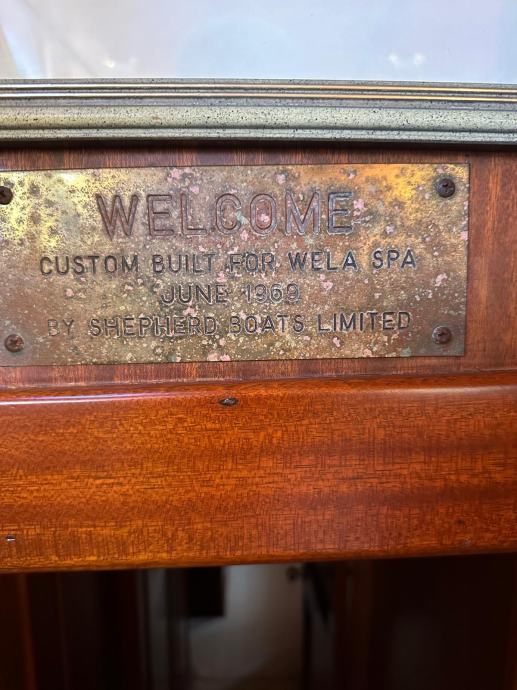 WELCOME
CUSTOM BUILT FOR WELA SPA
JUNE 1969
BY SHEPHERD BOATS LIMITED